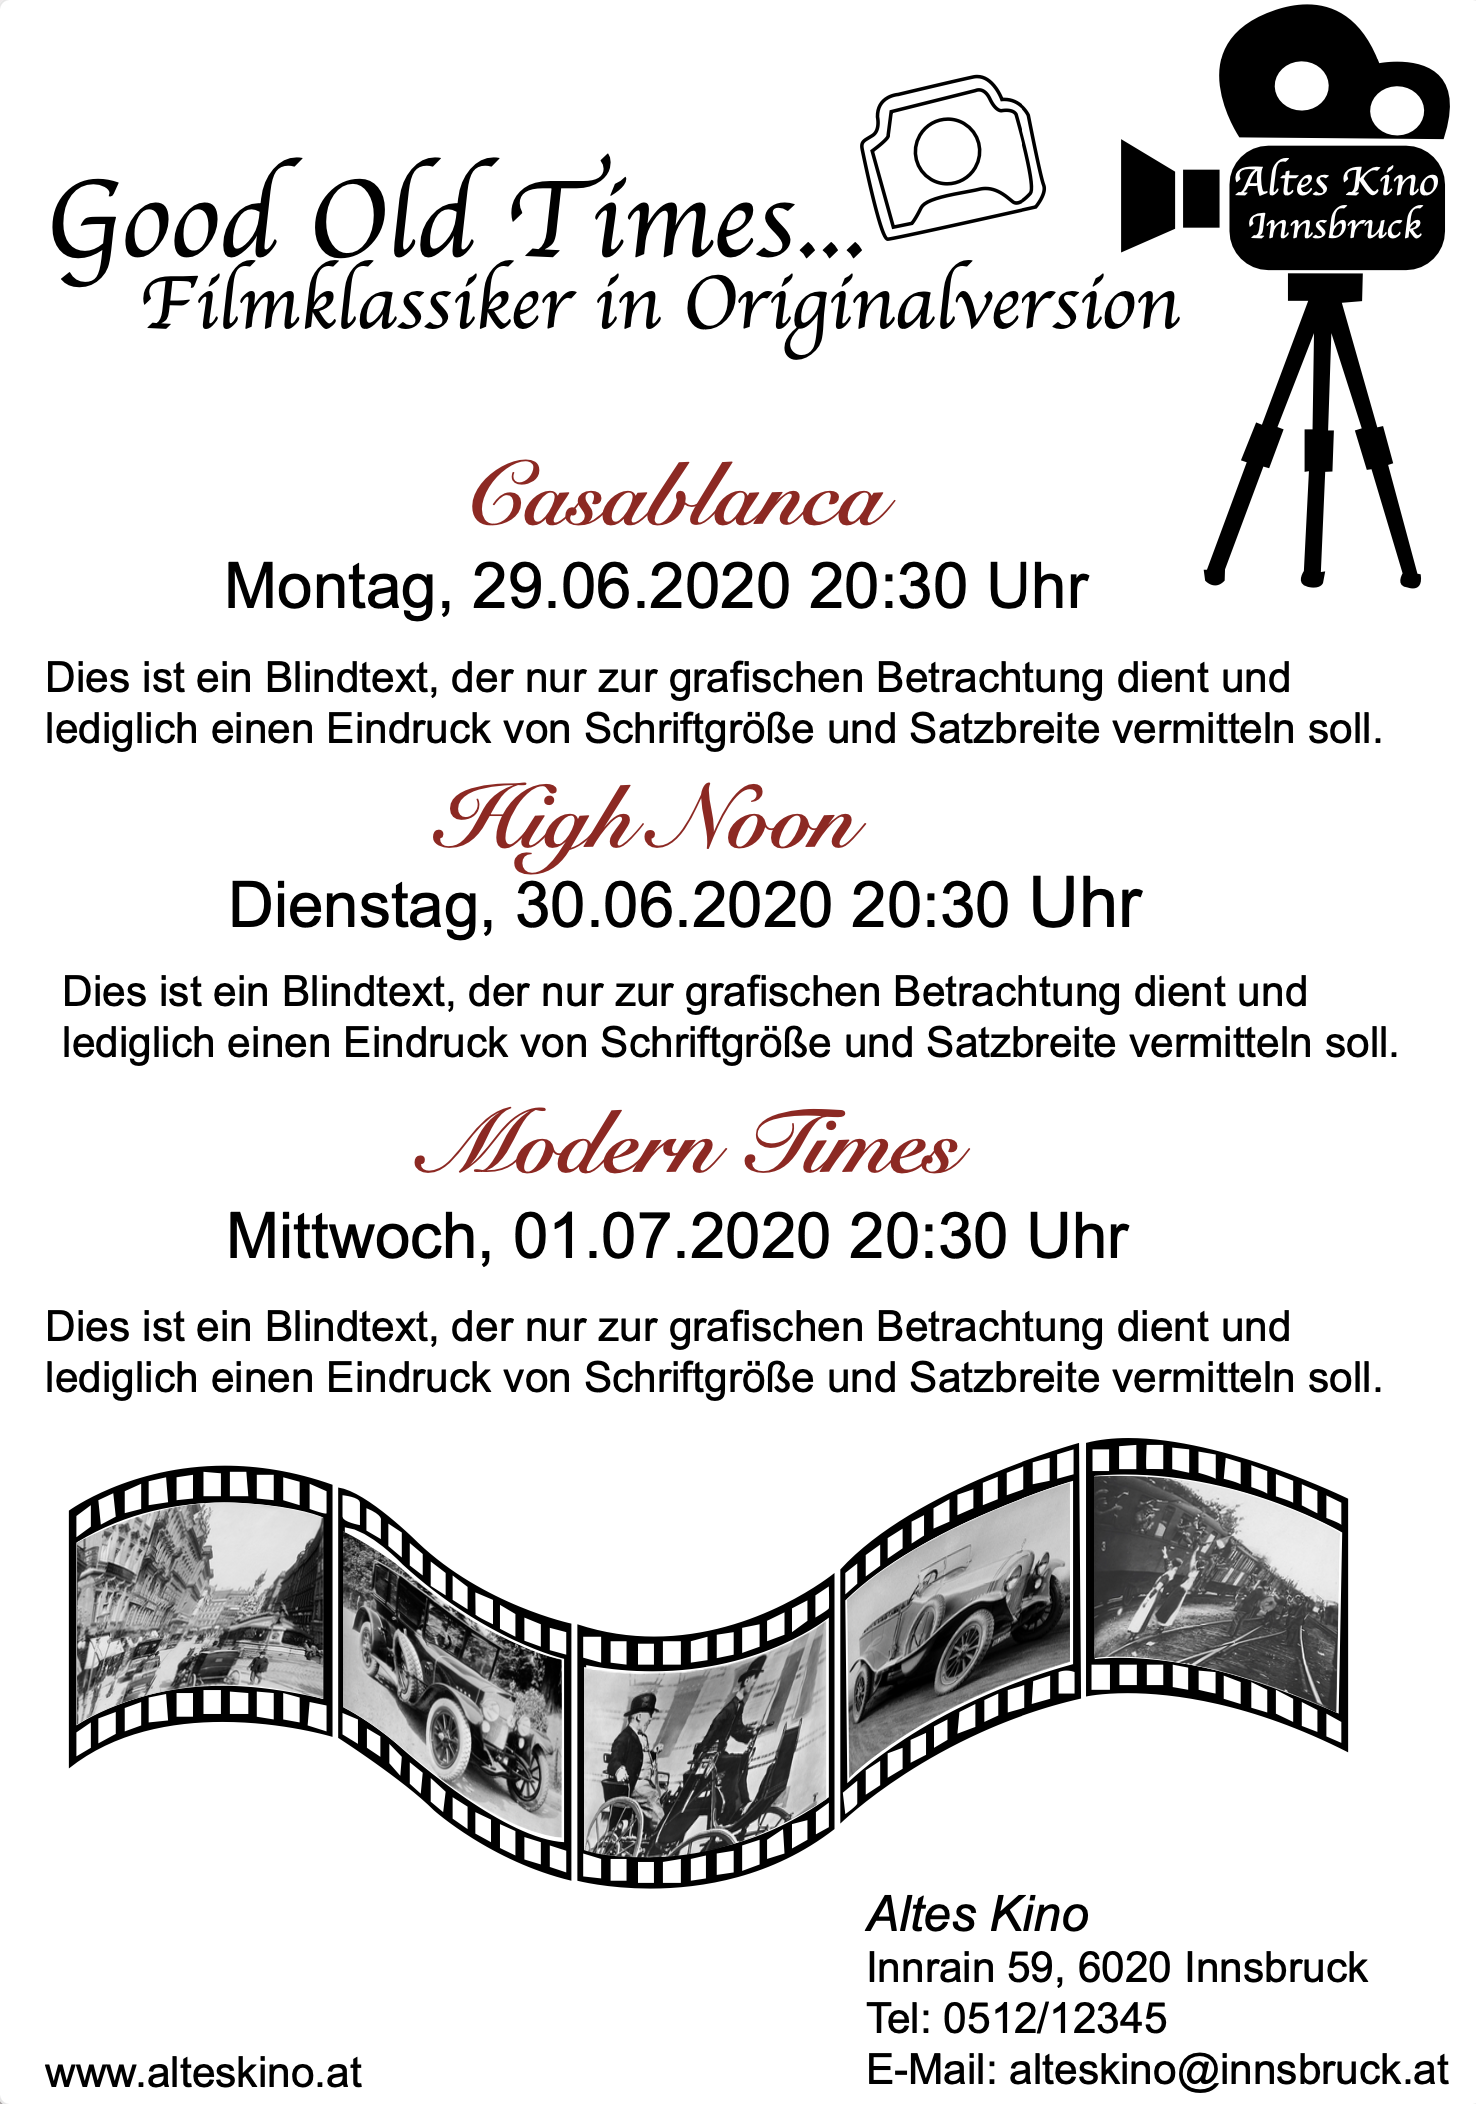 Altes Kino
Innsbruck
Good Old Times...
Filmklassiker in Originalversion
Casablanca
Montag, 29.06.2020 20:30 Uhr
Dies ist ein Blindtext, der nur zur grafischen Betrachtung dient und
lediglich einen Eindruck von Schriftgröße und Satzbreite vermitteln soll.
High Noon
Dienstag, 30.06.2020 20:30 Uhr
Dies ist ein Blindtext, der nur zur grafischen Betrachtung dient und
lediglich einen Eindruck von Schriftgröße und Satzbreite vermitteln soll.
Modern Times
Mittwoch, 01.07.2020 20:30 Uhr
Dies ist ein Blindtext, der nur zur grafischen Betrachtung dient und
lediglich einen Eindruck von Schriftgröße und Satzbreite vermitteln soll.
Altes Kino
Innrain 59, 6020 Innsbruck
Tel: 0512/12345
E-Mail: alteskino@innsbruck.at
www.alteskino.at